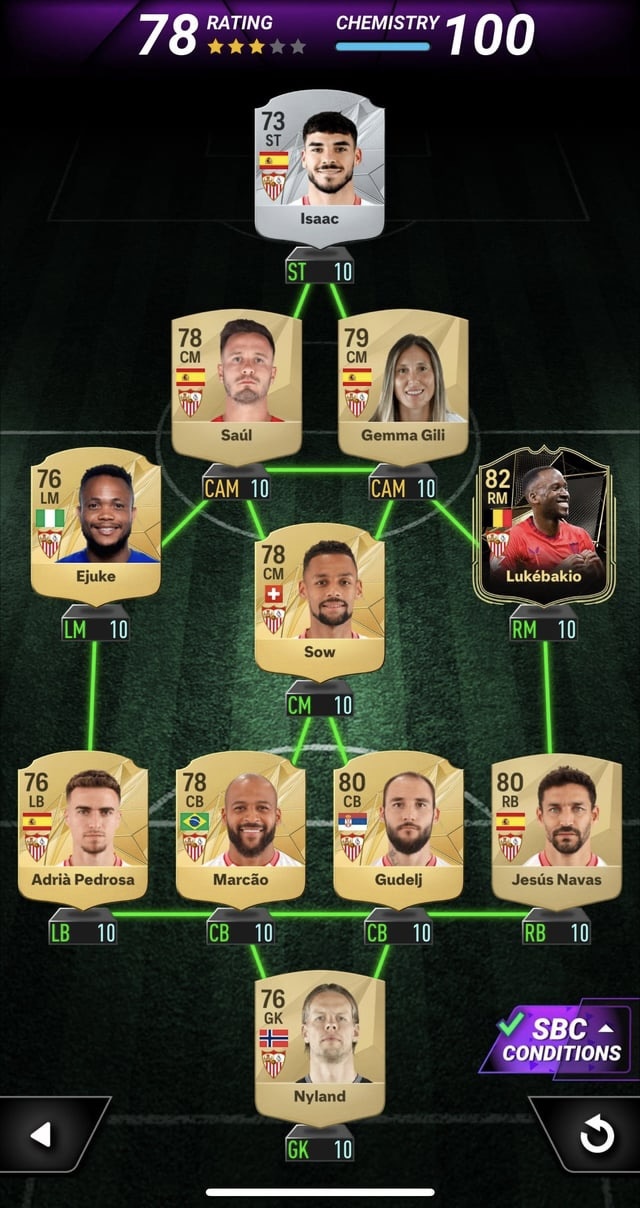 78 RATING CHEMISTRY 100
73
ST
Isaac
ST 10
78
CM
Saúl
79
CM
Gemma Gili
CAM 10
CAM 10
76
LM
Ejuke
82
RM
Lukébakio
78
CM
Sow
LM 10
RM 10
CM 10
76
LB
Adrià Pedrosa
78
CB
Marcão
80
CB
Gudelj
80
RB
Jesús Navas
LB 10
CB 10
CB 10
RB 10
76
GK
Nyland
SBC
CONDITIONS
GK 10